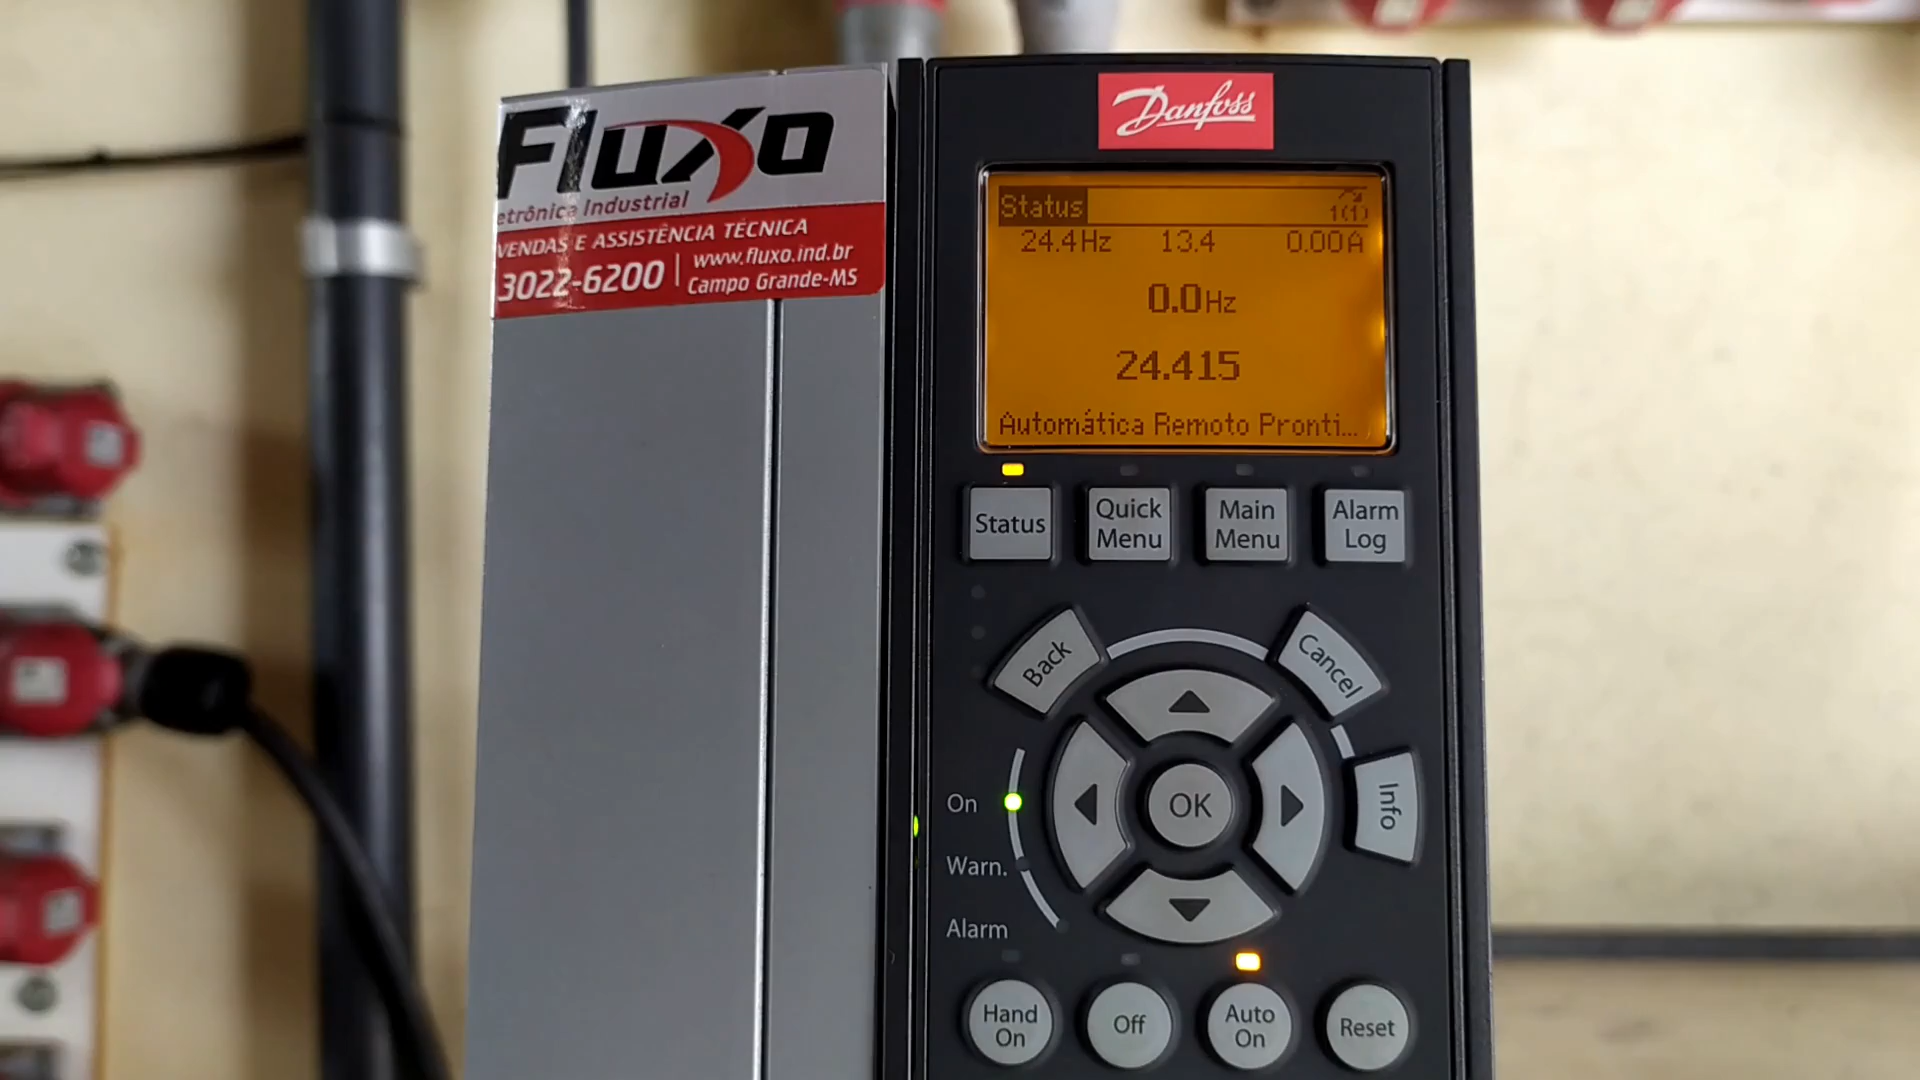 Fluxo
etrônica Industrial
VENDAS E ASSISTÊNCIA TÉCNICA
3022-6200 | www.fluxo.ind.br
Campo Grande-MS
Danfoss
Status
1(1)
24.4Hz 13.4 0.00A
0.0Hz
24.415
Automática Remoto Pronti...
Status
Quick Menu
Main Menu
Alarm Log
Back
Cancel
OK
Info
On
Warn.
Alarm
Hand On
Off
Auto On
Reset